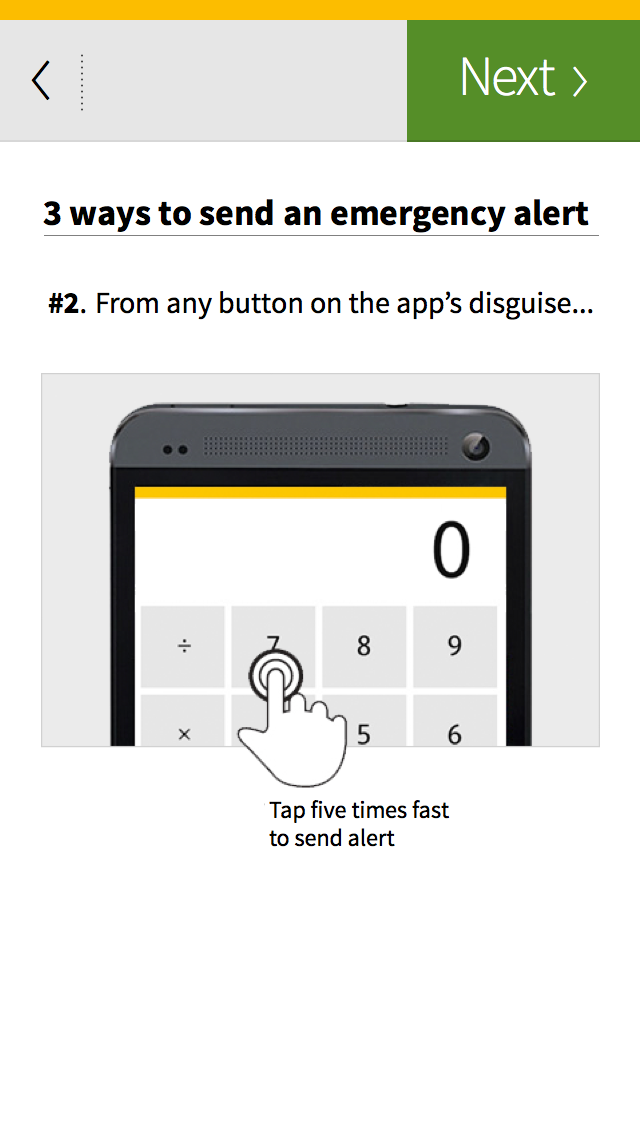 Next
3 ways to send an emergency alert
#2. From any button on the app’s disguise...
0
÷ 7 8 9
× 5 6
Tap five times fast
to send alert